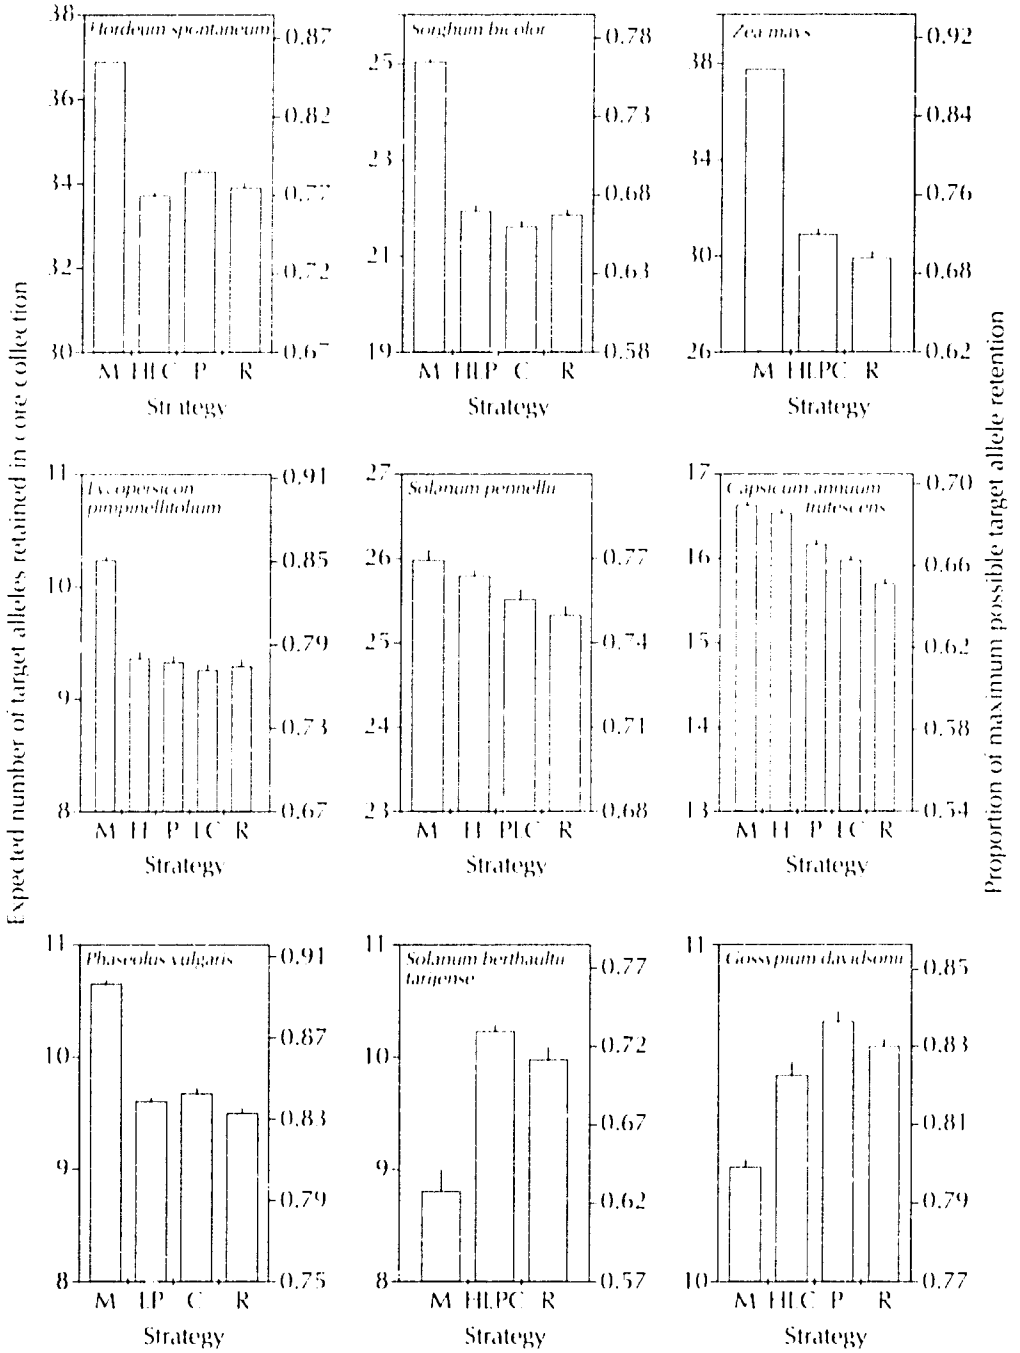 Expected number of target alleles retained in core collection
Hordeum spontaneum
38
36
34
32
30
0.87
0.82
0.77
0.72
0.67
M HLC P R
Strategy
Sorghum bicolor
25
23
21
19
0.78
0.73
0.68
0.63
0.58
M HLP C R
Strategy
Zea mays
38
34
30
26
0.92
0.84
0.76
0.68
0.62
M HLPC R
Strategy
Lycopersicon
pimpinellifolium
11
10
9
8
0.91
0.85
0.79
0.73
0.67
M H P LC R
Strategy
Solanum pennellii
27
26
25
24
23
0.77
0.74
0.71
0.68
M H PLC R
Strategy
Capsicum annuum
frutescens
17
16
15
14
13
0.70
0.66
0.62
0.58
0.54
M H P LC R
Strategy
Phaseolus vulgaris
11
10
9
8
0.91
0.87
0.83
0.79
0.75
M LP C R
Strategy
Solanum berthaultii
tarijense
11
10
9
8
0.77
0.72
0.67
0.62
0.57
M HLPC R
Strategy
Gossypium davidsonii
11
10
0.85
0.83
0.81
0.79
0.77
M HLC P R
Strategy
Proportion of maximum possible target allele retention